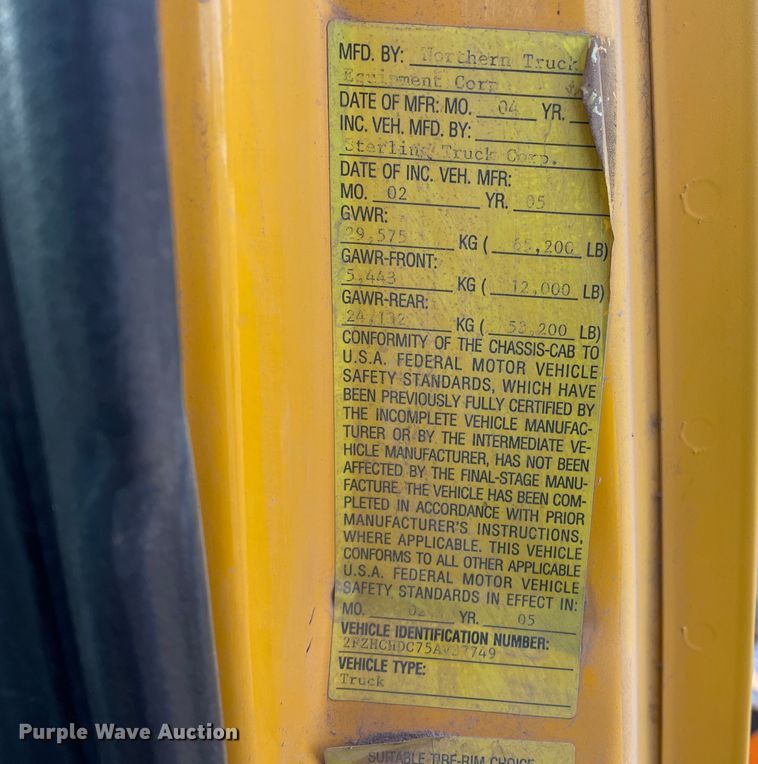 MFD. BY: Northern Truck
Equipment Corp
DATE OF MFR: MO. 04 YR.
INC. VEH. MFD. BY:
Sterling Truck Corp.
DATE OF INC. VEH. MFR:
MO. 02 YR. 05
GVWR:
29,575 KG ( 65,200 LB)
GAWR-FRONT:
5,443 KG ( 12,000 LB)
GAWR-REAR:
KG ( 53,200 LB)
CONFORMITY OF THE CHASSIS-CAB TO
U.S.A. FEDERAL MOTOR VEHICLE
SAFETY STANDARDS, WHICH HAVE
BEEN PREVIOUSLY FULLY CERTIFIED BY
THE INCOMPLETE VEHICLE MANUFAC-
TURER OR BY THE INTERMEDIATE VE-
HICLE MANUFACTURER, HAS NOT BEEN
AFFECTED BY THE FINAL-STAGE MANU-
FACTURE. THE VEHICLE HAS BEEN COM-
PLETED IN ACCORDANCE WITH PRIOR
MANUFACTURER'S INSTRUCTIONS,
WHERE APPLICABLE. THIS VEHICLE
CONFORMS TO ALL OTHER APPLICABLE
U.S.A. FEDERAL MOTOR VEHICLE
SAFETY STANDARDS IN EFFECT IN:
MO. 02 YR. 05
VEHICLE IDENTIFICATION NUMBER:
VEHICLE TYPE:
Truck
SUITABLE TIRE-RIM CHOICE
Purple Wave Auction